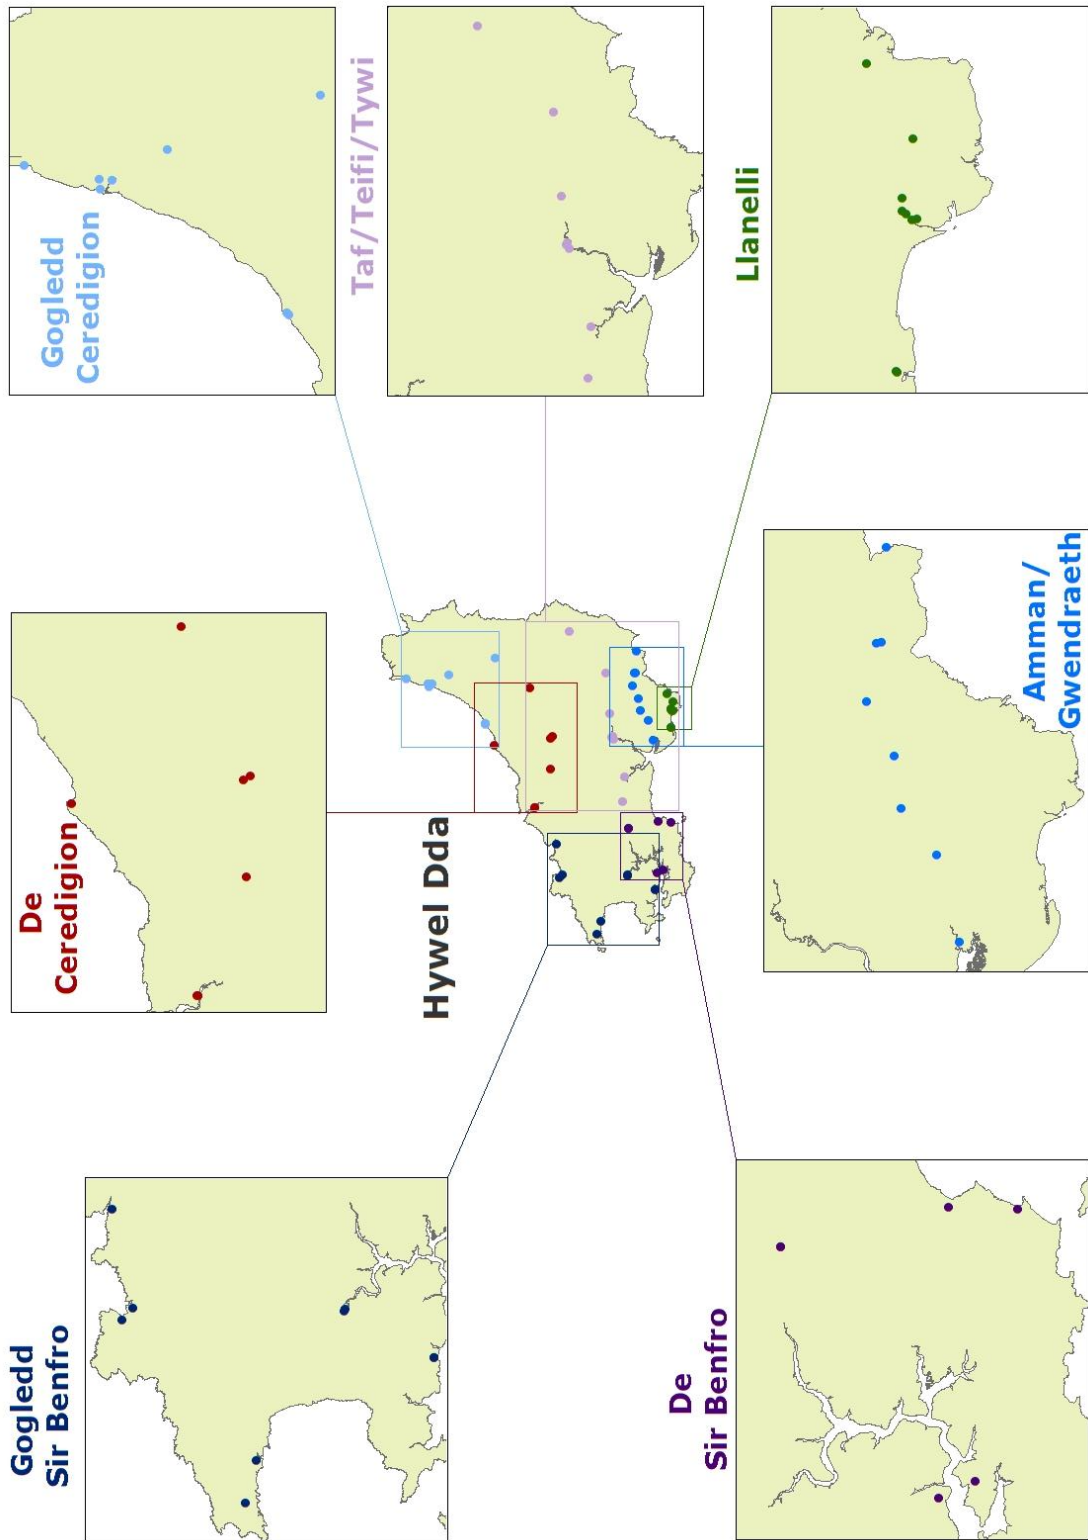 Gogledd
Sir Benfro
De
Ceredigion
Gogledd
Ceredigion
Taf/Teifi/Tywi
Hywel Dda
Llanelli
De
Sir Benfro
Amman/
Gwendraeth